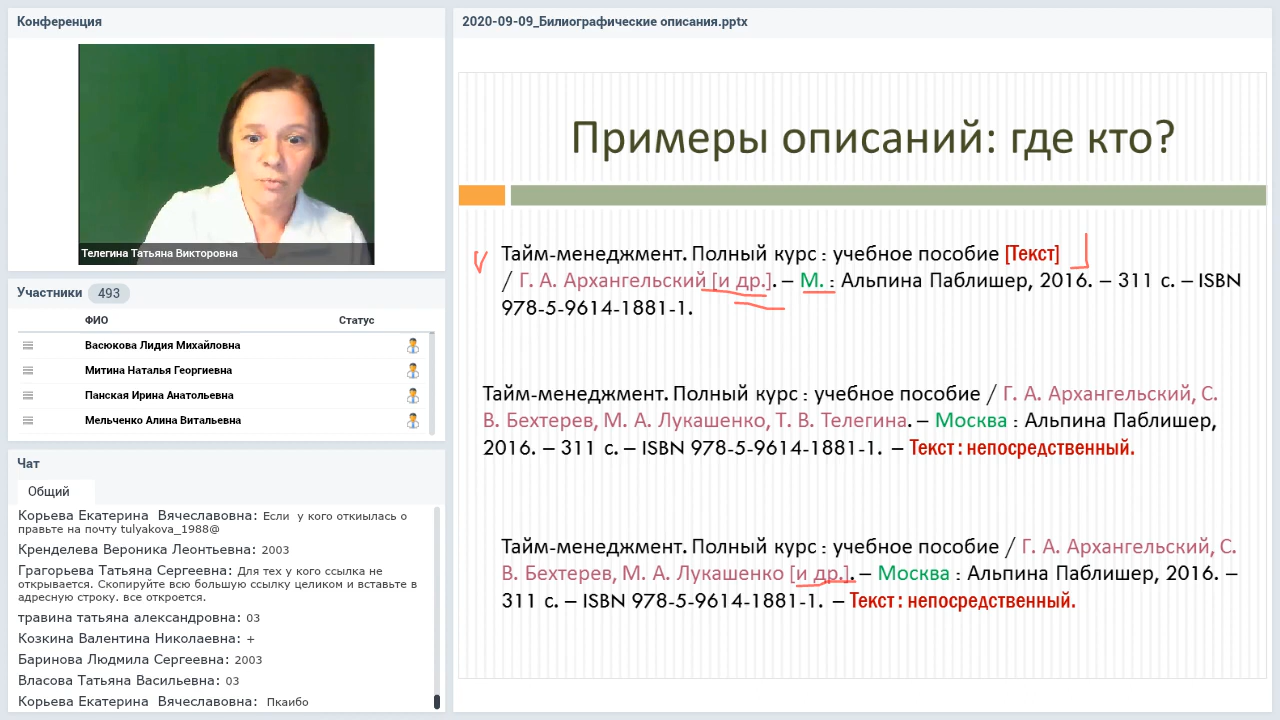 Конференция
Телегина Татьяна Викторовна
Участники 493
ФИО Статус
Васюкова Лидия Михайловна
Митина Наталья Георгиевна
Панская Ирина Анатольевна
Мельченко Алина Витальевна
Чат
Общий
Корьева Екатерина Вячеславовна: Если у кого откиылась о
правьте на почту tulyakova_1988@
Кренделева Вероника Леонтьевна: 2003
Грагорьева Татьяна Сергеевна: Для тех у кого ссылка не
открывается. Скопируйте всю большую ссылку целиком и вставьте в
адресную строку. все откроется.
травина татьяна александровна: 03
Козкина Валентина Николаевна: +
Баринова Людмила Сергеевна: 2003
Власова Татьяна Васильевна: 03
Корьева Екатерина Вячеславовна: Пкаибо
2020-09-09_Билиографические описания.pptx
Примеры описаний: где кто?
Тайм-менеджмент. Полный курс : учебное пособие [Текст]
/ Г. А. Архангельский [и др.]. – М. : Альпина Паблишер, 2016. – 311 с. – ISBN
978-5-9614-1881-1.
Тайм-менеджмент. Полный курс : учебное пособие / Г. А. Архангельский, С.
В. Бехтерев, М. А. Лукашенко, Т. В. Телегина. – Москва : Альпина Паблишер,
2016. – 311 с. – ISBN 978-5-9614-1881-1. – Текст : непосредственный.
Тайм-менеджмент. Полный курс : учебное пособие / Г. А. Архангельский, С.
В. Бехтерев, М. А. Лукашенко [и др.]. – Москва : Альпина Паблишер, 2016. –
311 с. – ISBN 978-5-9614-1881-1. – Текст : непосредственный.